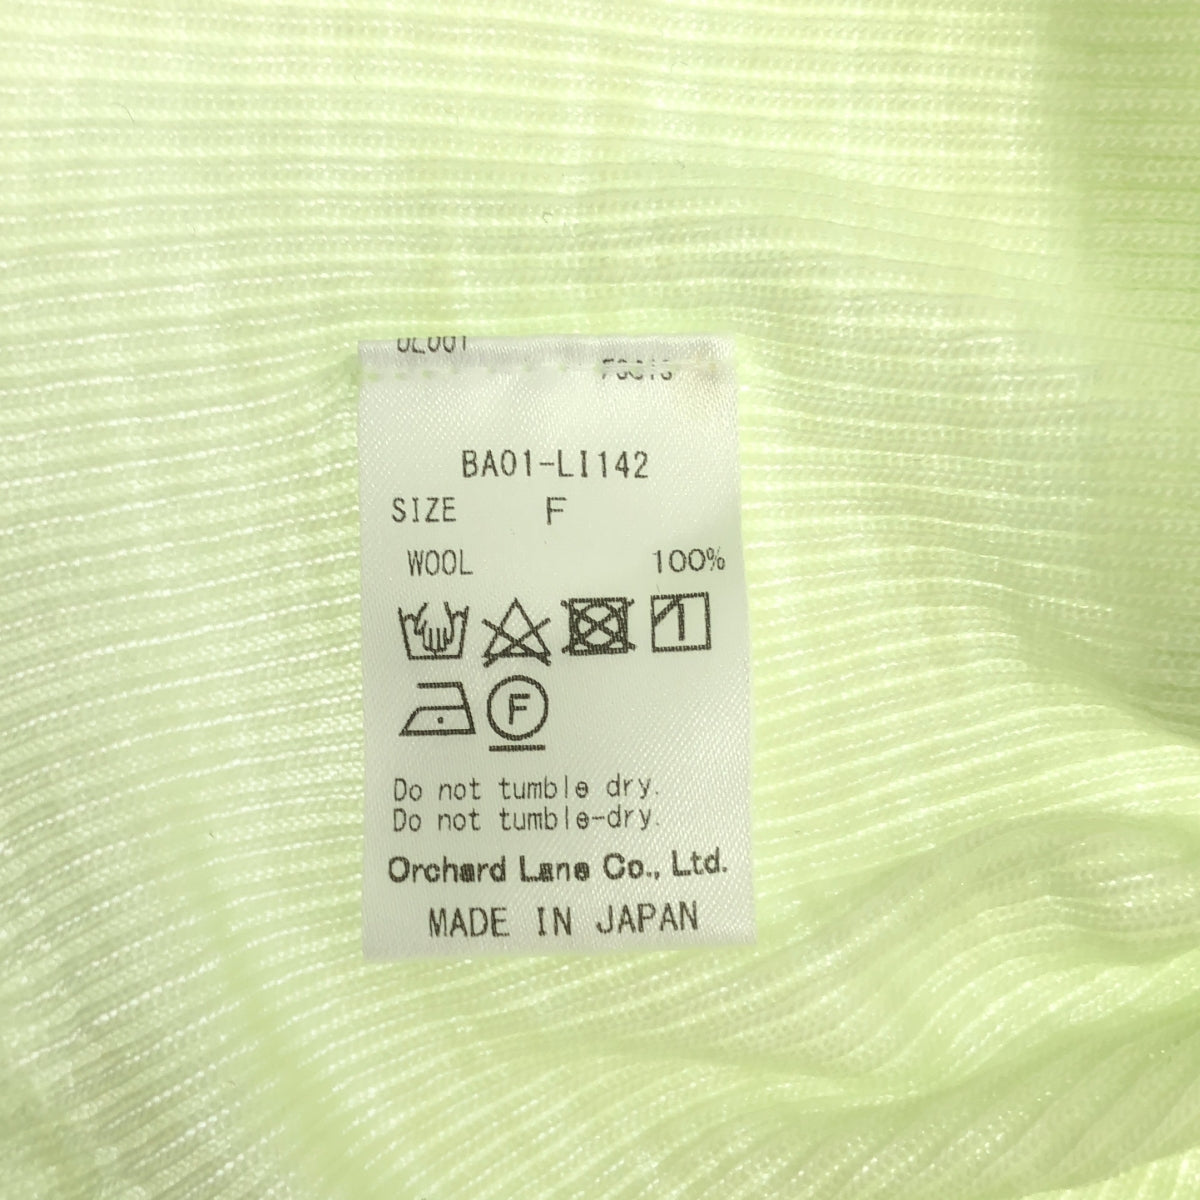 BA01-LI142
SIZE F
WOOL 100%
F
Do not tumble dry.
Do not tumble-dry.
Orchard Lane Co., Ltd.
MADE IN JAPAN